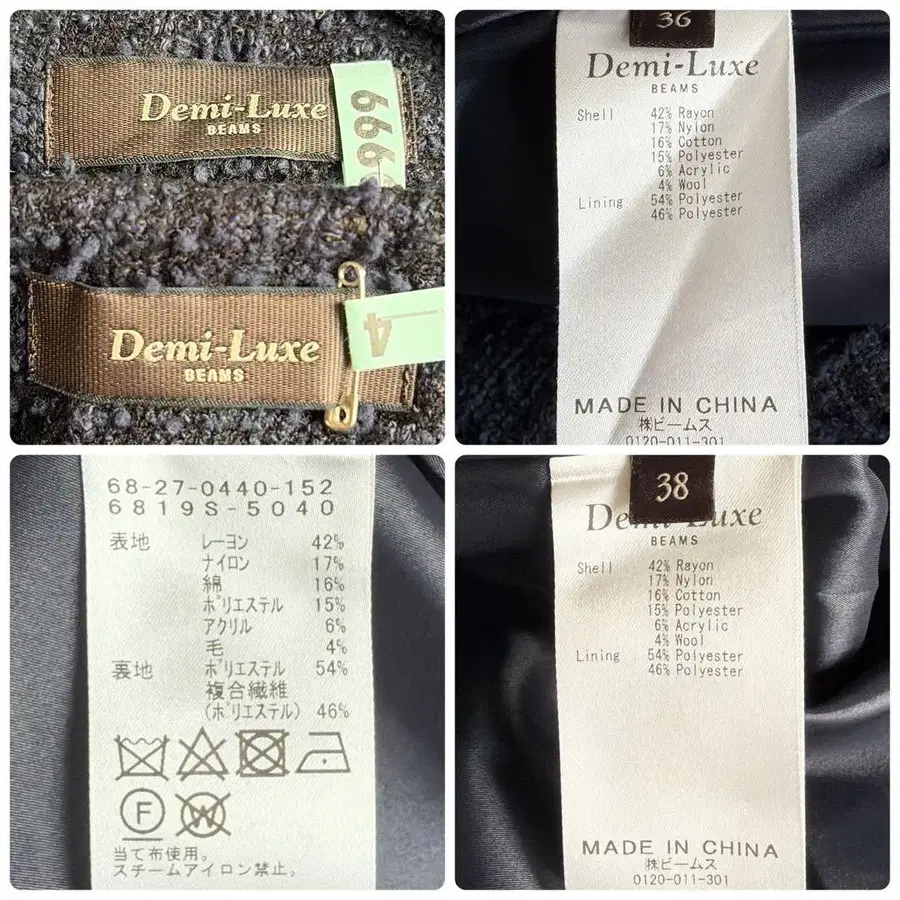 Demi-Luxe
BEAMS
666
Demi-Luxe
BEAMS
4
36
Demi-Luxe
BEAMS
Shell 42% Rayon
17% Nylon
16% Cotton
15% Polyester
6% Acrylic
4% Wool
Lining 54% Polyester
46% Polyester
MADE IN CHINA
㈱ビームス
0120-011-301
68-27-0440-152
6819S-5040
表地 レーヨン 42%
ナイロン 17%
綿 16%
ポリエステル 15%
アクリル 6%
毛 4%
裏地 ポリエステル 54%
複合繊維
(ポリエステル) 46%
F W
当て布使用。
スチームアイロン禁止。
38
Demi-Luxe
BEAMS
Shell 42% Rayon
17% Nylon
16% Cotton
15% Polyester
6% Acrylic
4% Wool
Lining 54% Polyester
46% Polyester
MADE IN CHINA
㈱ビームス
0120-011-301